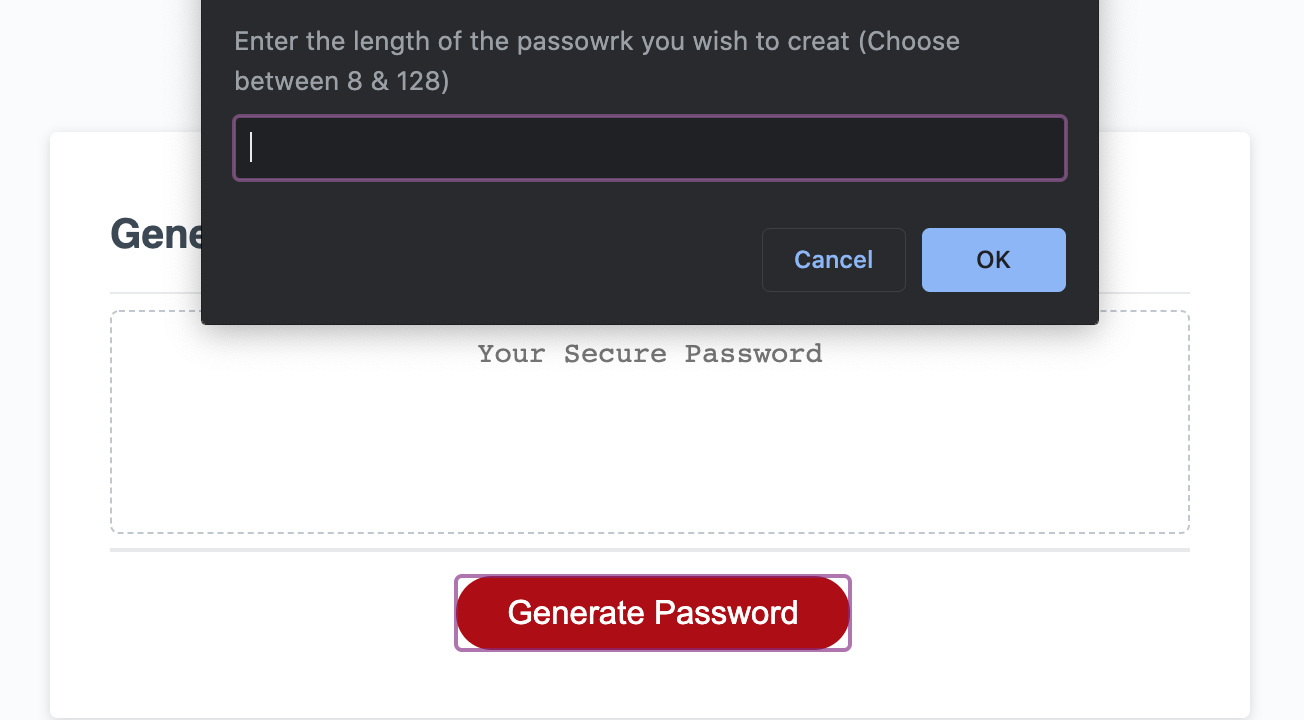 Enter the length of the passowrk you wish to creat (Choose
between 8 & 128)
Cancel
OK
Gene
Your Secure Password
Generate Password